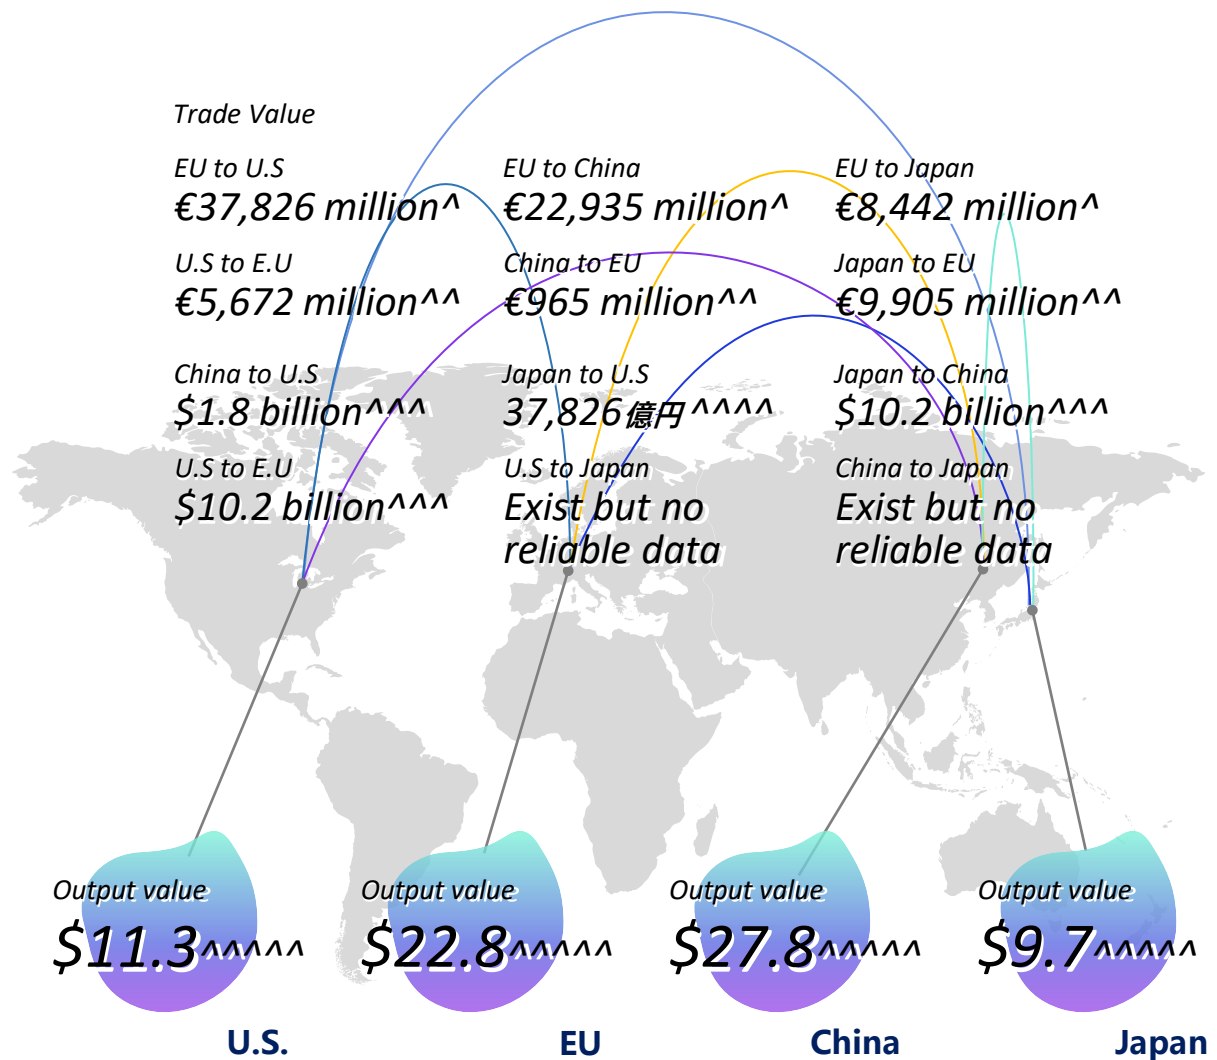 Trade Value
EU to U.S
€37,826 million^
EU to China
€22,935 million^
EU to Japan
€8,442 million^
U.S to E.U
€5,672 million^^
China to EU
€965 million^^
Japan to EU
€9,905 million^^
China to U.S
$1.8 billion^^^
Japan to U.S
37,826億円^^^^
Japan to China
$10.2 billion^^^
U.S to E.U
$10.2 billion^^^
U.S to Japan
Exist but no
reliable data
China to Japan
Exist but no
reliable data
Output value
$11.3^^^^^
Output value
$22.8^^^^^
Output value
$27.8^^^^^
Output value
$9.7^^^^^
U.S.
EU
China
Japan